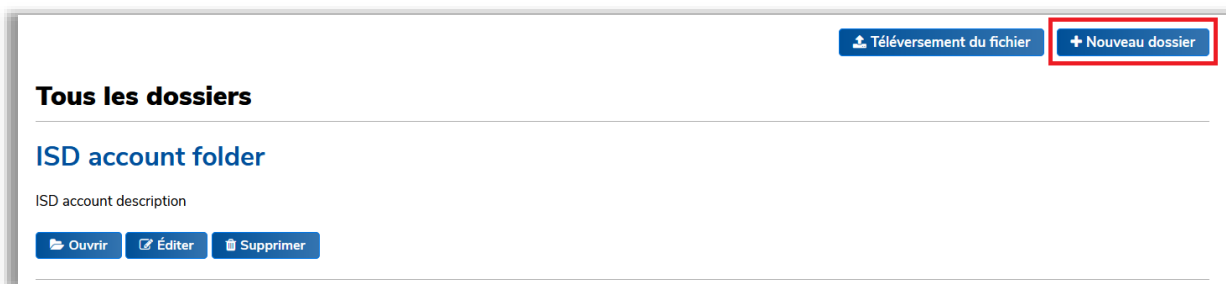 Téléversement du fichier
Nouveau dossier
Tous les dossiers
ISD account folder
ISD account description
Ouvrir
Éditer
Supprimer